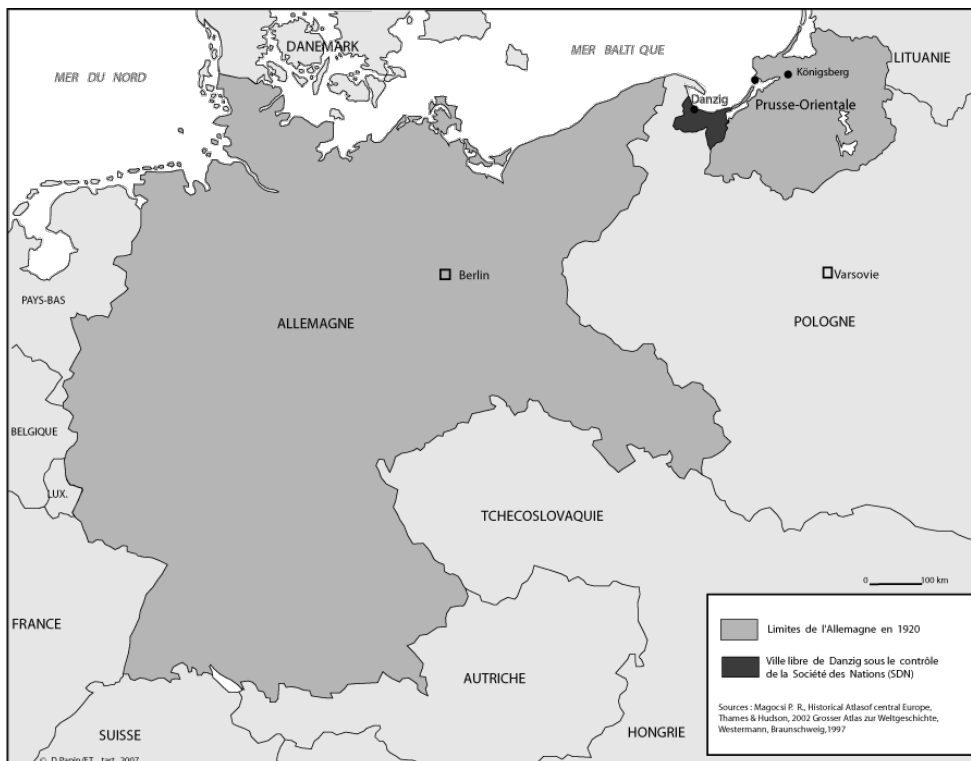 DANEMARK
MER BALTI QUE
MER DU NORD
LITUANIE
Königsberg
Danzig
Prusse-Orientale
Berlin
Varsovie
PAYS-BAS
ALLEMAGNE
POLOGNE
BELGIQUE
LUX.
TCHECOSLOVAQUIE
0 100 km
FRANCE
Limites de l'Allemagne en 1920
Ville libre de Danzig sous le contrôle
de la Société des Nations (SDN)
AUTRICHE
Sources : Magocsi P. R., Historical Atlasof central Europe,
Thames & Hudson, 2002 Grosser Atlas zur Weltgeschichte,
Westermann, Braunschweig,1997
SUISSE
HONGRIE
© D.Papin/ET 2007